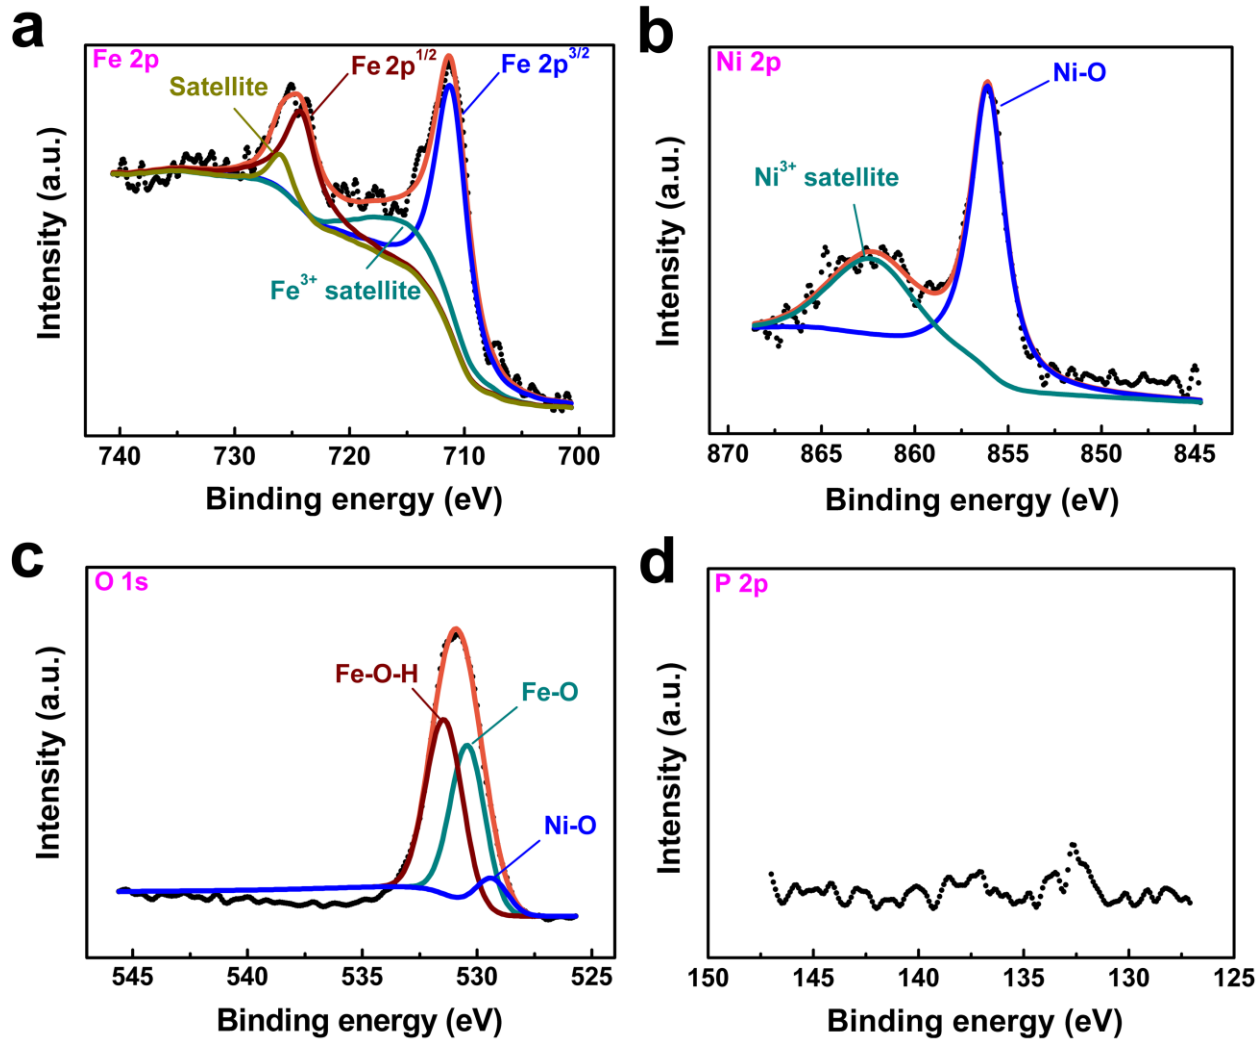 a
Fe 2p
Satellite
Fe 2p1/2
Fe 2p3/2
Fe3+ satellite
Intensity (a.u.)
740 730 720 710 700
Binding energy (eV)
b
Ni 2p
Ni-O
Ni3+ satellite
Intensity (a.u.)
870 865 860 855 850 845
Binding energy (eV)
c
O 1s
Fe-O-H
Fe-O
Ni-O
Intensity (a.u.)
545 540 535 530 525
Binding energy (eV)
d
P 2p
Intensity (a.u.)
150 145 140 135 130 125
Binding energy (eV)